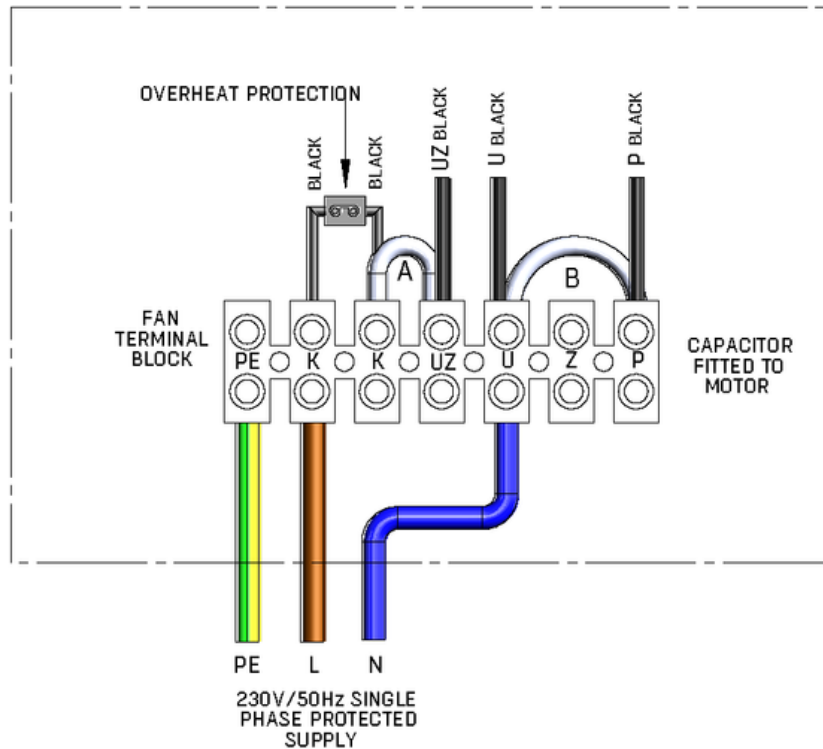 OVERHEAT PROTECTION
BLACK
BLACK
UZ BLACK
U BLACK
P BLACK
A
B
FAN
TERMINAL
BLOCK
PE K K UZ U Z P
CAPACITOR
FITTED TO
MOTOR
PE L N
230V/50Hz SINGLE
PHASE PROTECTED
SUPPLY